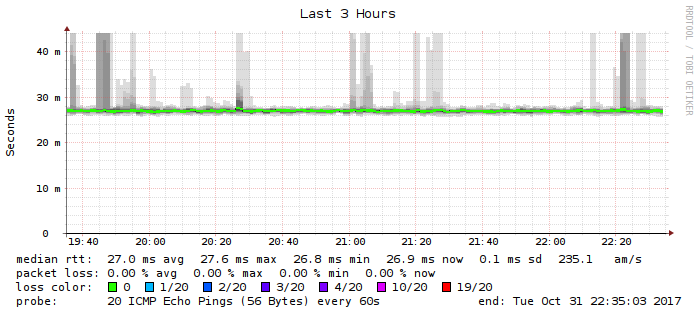 Last 3 Hours
RRDTOOL / TOBI OETIKER
Seconds
40 m
30 m
20 m
10 m
0
19:40 20:00 20:20 20:40 21:00 21:20 21:40 22:00 22:20
median rtt: 27.0 ms avg 27.6 ms max 26.8 ms min 26.9 ms now 0.1 ms sd 235.1 am/s
packet loss: 0.00 % avg 0.00 % max 0.00 % min 0.00 % now
loss color: 0 1/20 2/20 3/20 4/20 10/20 19/20
probe: 20 ICMP Echo Pings (56 Bytes) every 60s end: Tue Oct 31 22:35:03 2017